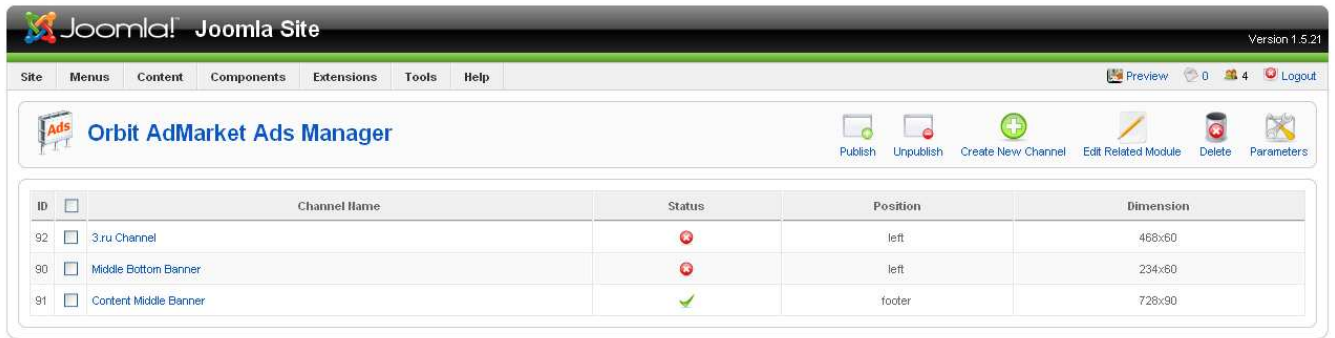 Joomla! Joomla Site
Version 1.5.21
Site Menus Content Components Extensions Tools Help Preview 0 4 Logout
Ads Orbit AdMarket Ads Manager
Publish Unpublish Create New Channel Edit Related Module Delete Parameters
ID Channel Name Status Position Dimension
92 3.ru Channel left 468x60
90 Middle Bottom Banner left 234x60
91 Content Middle Banner footer 728x90